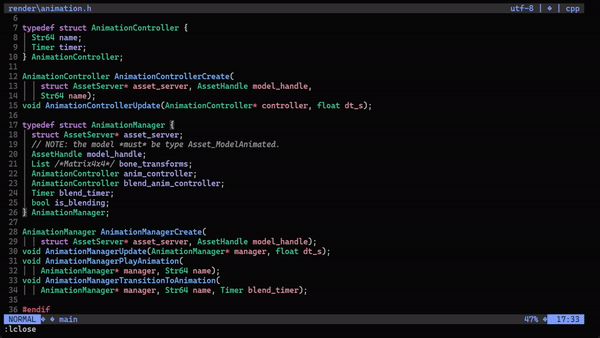 render\animation.h utf-8 | ◆ | cpp
6
7 typedef struct AnimationController {
8 Str64 name;
9 Timer timer;
10 } AnimationController;
11
12 AnimationController AnimationControllerCreate(
13 struct AssetServer* asset_server, AssetHandle model_handle,
14 Str64 name);
15 void AnimationControllerUpdate(AnimationController* controller, float dt_s);
16
17 typedef struct AnimationManager {
18 struct AssetServer* asset_server;
19 // NOTE: the model *must* be type Asset_ModelAnimated.
20 AssetHandle model_handle;
21 List /*Matrix4x4*/ bone_transforms;
22 AnimationController anim_controller;
23 AnimationController blend_anim_controller;
24 Timer blend_timer;
25 bool is_blending;
26 } AnimationManager;
27
28 AnimationManager AnimationManagerCreate(
29 struct AssetServer* asset_server, AssetHandle model_handle);
30 void AnimationManagerUpdate(AnimationManager* manager, float dt_s);
31 void AnimationManagerPlayAnimation(
32 AnimationManager* manager, Str64 name);
33 void AnimationManagerTransitionToAnimation(
34 AnimationManager* manager, Str64 name, Timer blend_timer);
35
36 #endif
NORMAL ◆ ◆ main 47% ◆ 17:33
:lclose